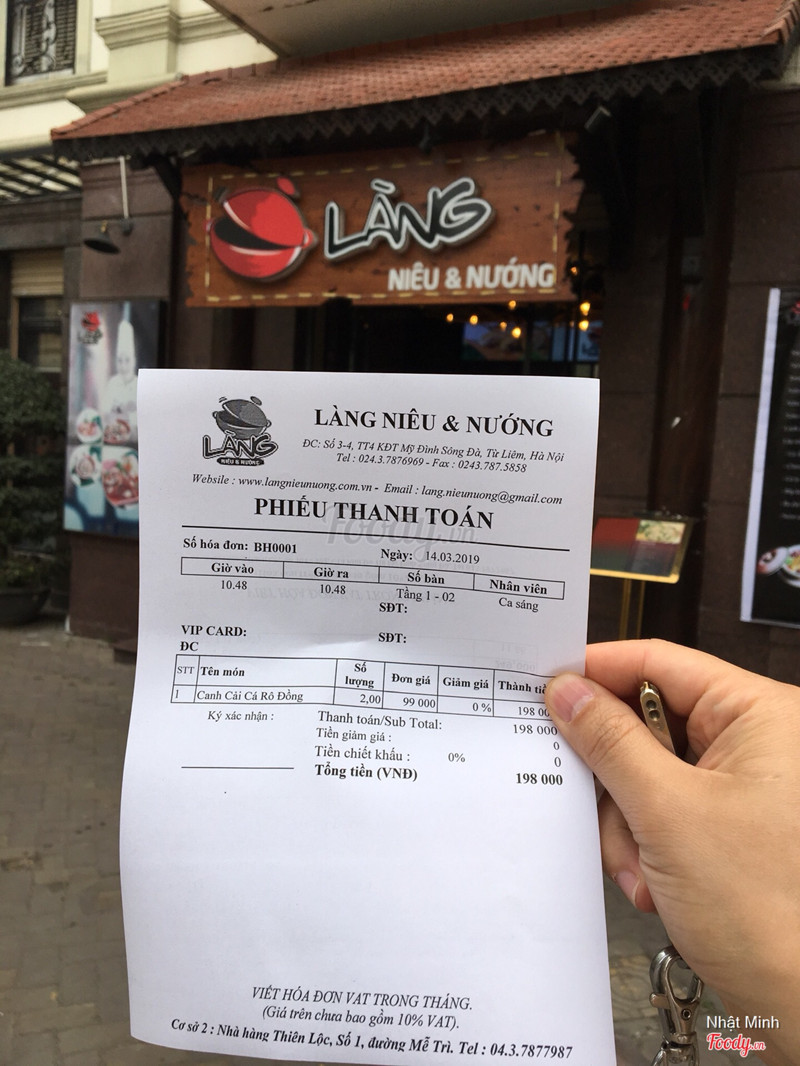 LÀNG
NIÊU & NƯỚNG
LÀNG
NIÊU & NƯỚNG
LÀNG NIÊU & NƯỚNG
ĐC: Số 3-4, TT4 KĐT Mỹ Đình Sông Đà, Từ Liêm, Hà Nội
Tel : 024.3.7876969 - Fax : 0243.787.5858
Websile : www.langnieunuong.com.vn - Email : lang.nieunuong@gmail.com
PHIẾU THANH TOÁN
Foody.vn
Số hóa đơn: BH0001 Ngày: 14.03.2019
Giờ vào Giờ ra Số bàn Nhân viên
10.48 10.48 Tầng 1 - 02 Ca sáng
SĐT:
VIP CARD: SĐT:
ĐC
STT Tên món Số lượng Đơn giá Giảm giá Thành
1 Canh Cải Cá Rô Đồng 2,00 99 000 0 % 198
Ký xác nhận : Thanh toán/Sub Total: 198 000
Tiền giảm giá : 0
Tiền chiết khấu : 0% 0
Tổng tiền (VNĐ) 198 000
VIẾT HÓA ĐƠN VAT TRONG THÁNG.
(Giá trên chưa bao gồm 10% VAT).
Cơ sở 2 : Nhà hàng Thiên Lộc, Số 1, đường Mễ Trì. Tel : 04.3.7877987
Nhật Minh
Foody.vn